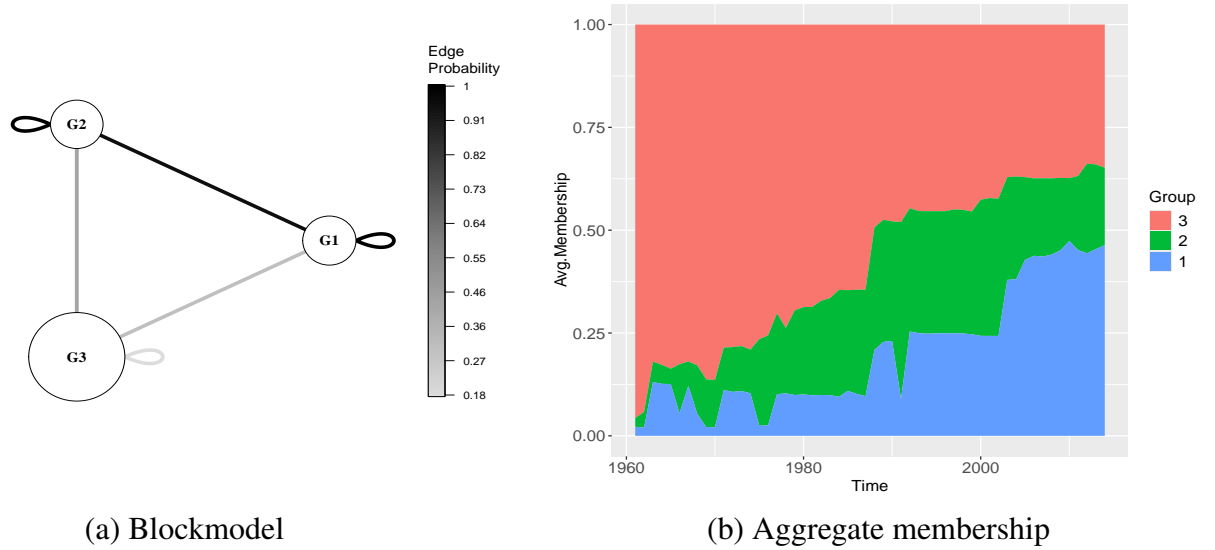 G2
G1
G3
Edge
Probability
1
0.91
0.82
0.73
0.64
0.55
0.46
0.36
0.27
0.18
(a) Blockmodel
1.00
0.75
0.50
0.25
0.00
Avg.Membership
1960
1980
2000
Time
Group
3
2
1
(b) Aggregate membership